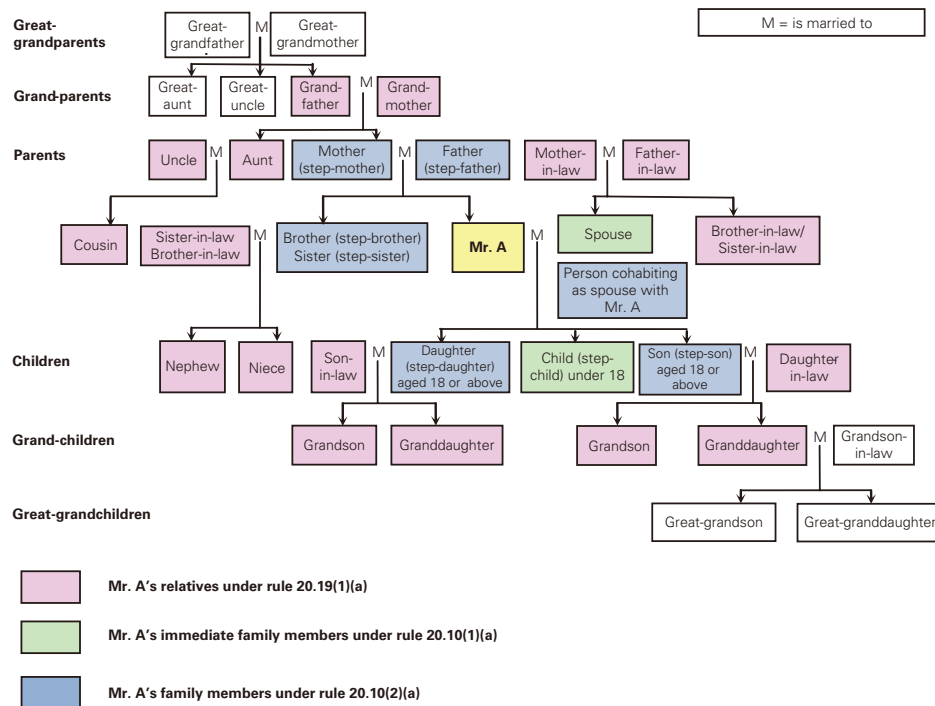 Great-
grandparents
Great-
grandfather
M
Great-
grandmother
M = is married to
Grand-parents
Great-
aunt
Great-
uncle
Grand-
father
M
Grand-
mother
Parents
Uncle
M
Aunt
Mother
(step-mother)
M
Father
(step-father)
Mother-
in-law
M
Father-
in-law
Cousin
Sister-in-law
Brother-in-law
M
Brother (step-brother)
Sister (step-sister)
Mr. A
M
Spouse
Brother-in-law/
Sister-in-law
Person cohabiting
as spouse with
Mr. A
Children
Nephew
Niece
Son-
in-law
M
Daughter
(step-daughter)
aged 18 or above
Child (step-
child) under 18
Son (step-son)
aged 18 or
above
M
Daughter-
in-law
Grand-children
Grandson
Granddaughter
Grandson
Granddaughter
M
Grandson-
in-law
Great-grandchildren
Great-grandson
Great-granddaughter
Mr. A's relatives under rule 20.19(1)(a)
Mr. A's immediate family members under rule 20.10(1)(a)
Mr. A's family members under rule 20.10(2)(a)